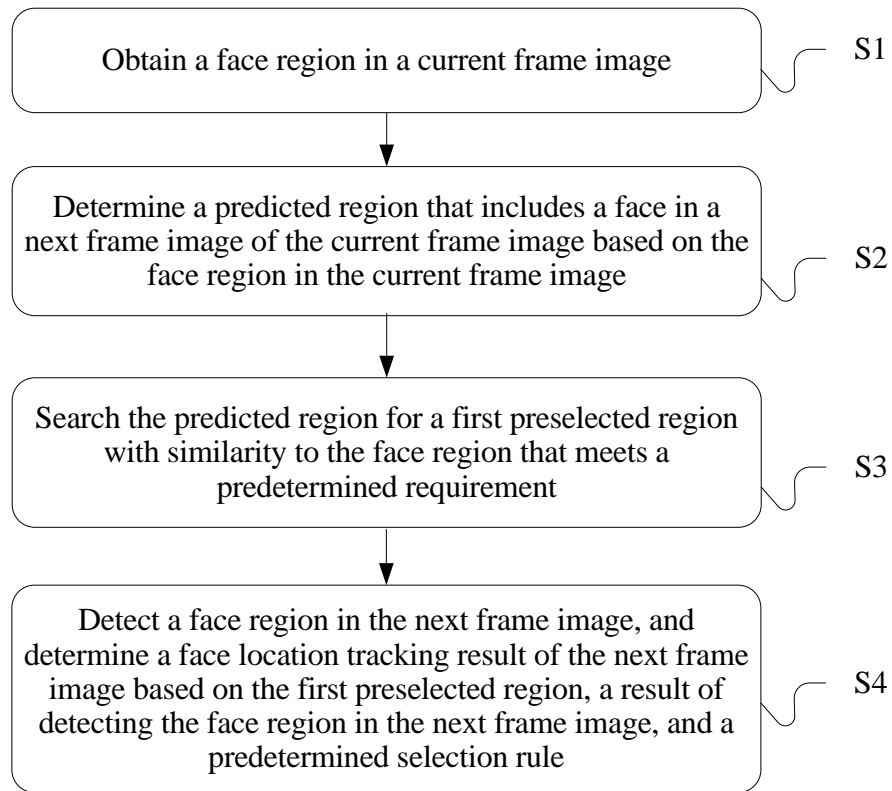 Obtain a face region in a current frame image
S1
Determine a predicted region that includes a face in a
next frame image of the current frame image based on the
face region in the current frame image
S2
Search the predicted region for a first preselected region
with similarity to the face region that meets a
predetermined requirement
S3
Detect a face region in the next frame image, and
determine a face location tracking result of the next frame
image based on the first preselected region, a result of
detecting the face region in the next frame image, and a
predetermined selection rule
S4